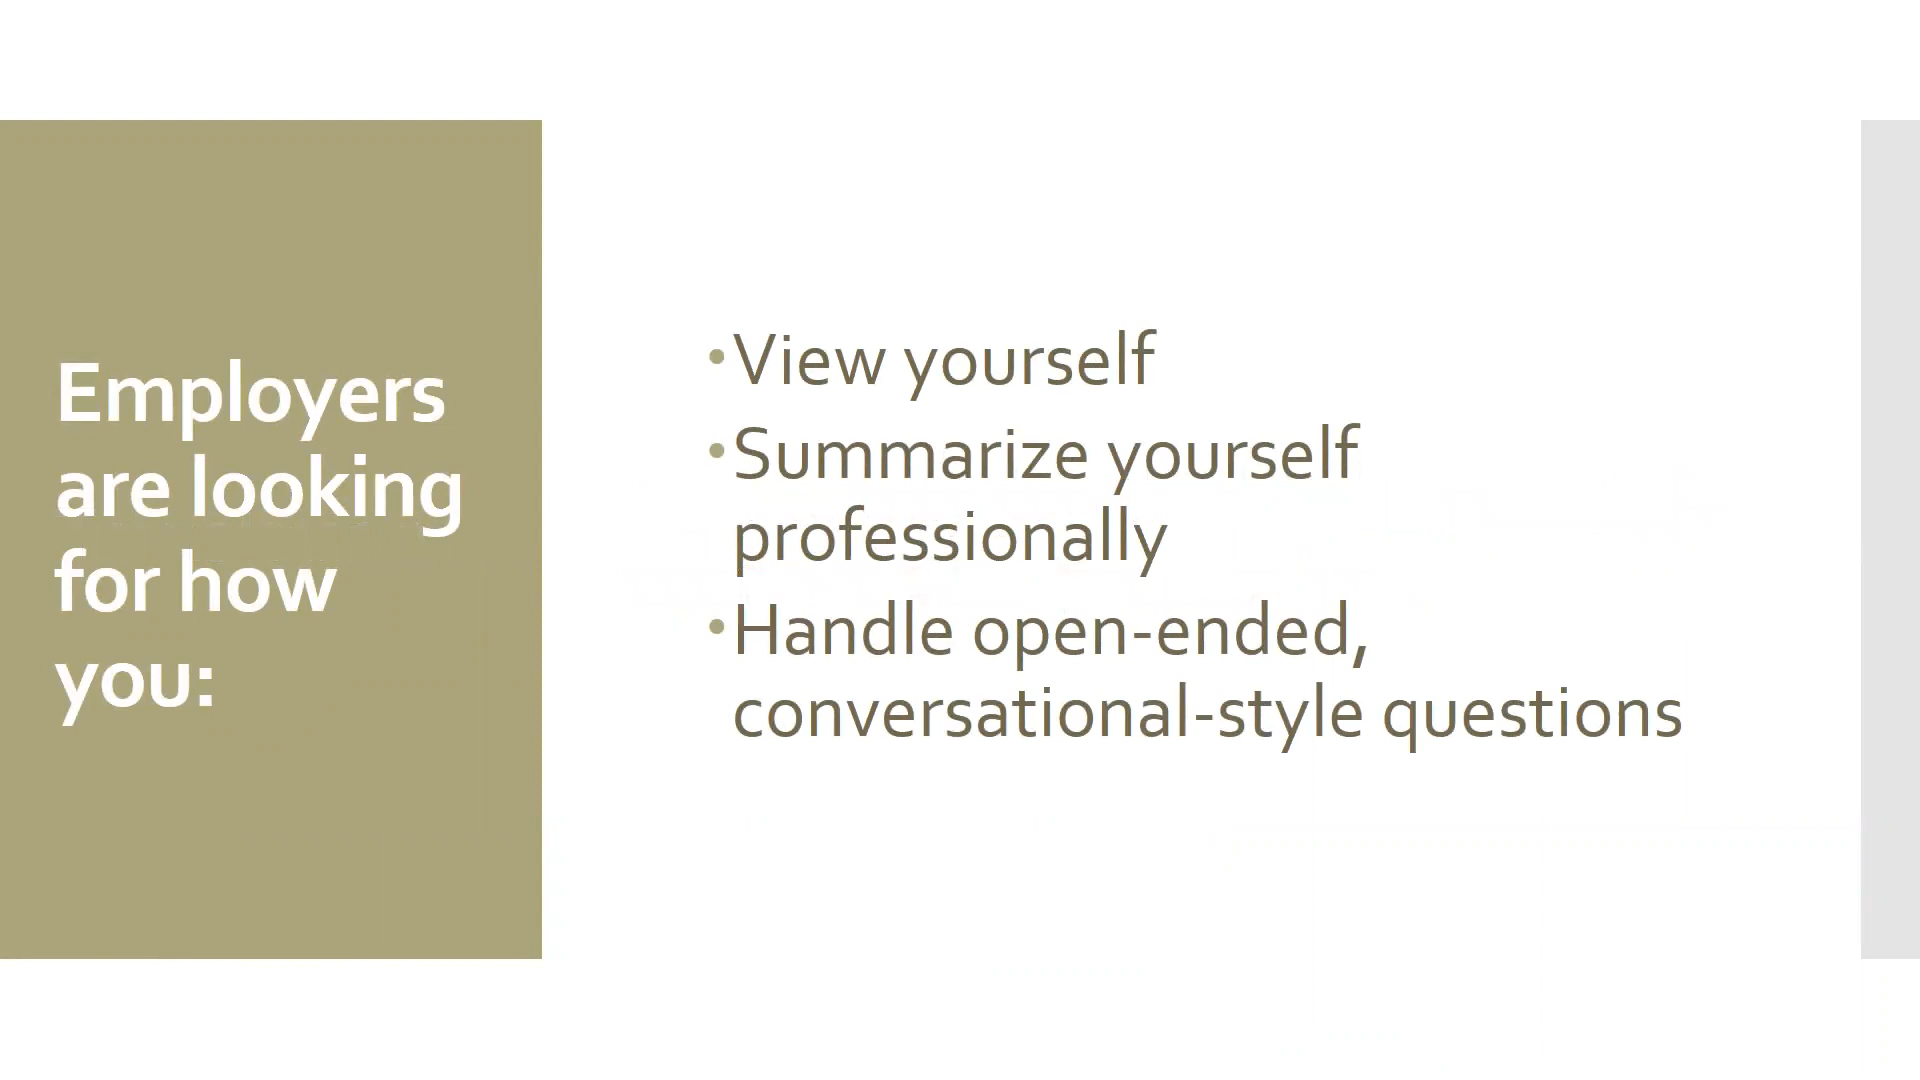 Employers
are looking
for how
you:
•View yourself
•Summarize yourself
professionally
•Handle open-ended,
conversational-style questions